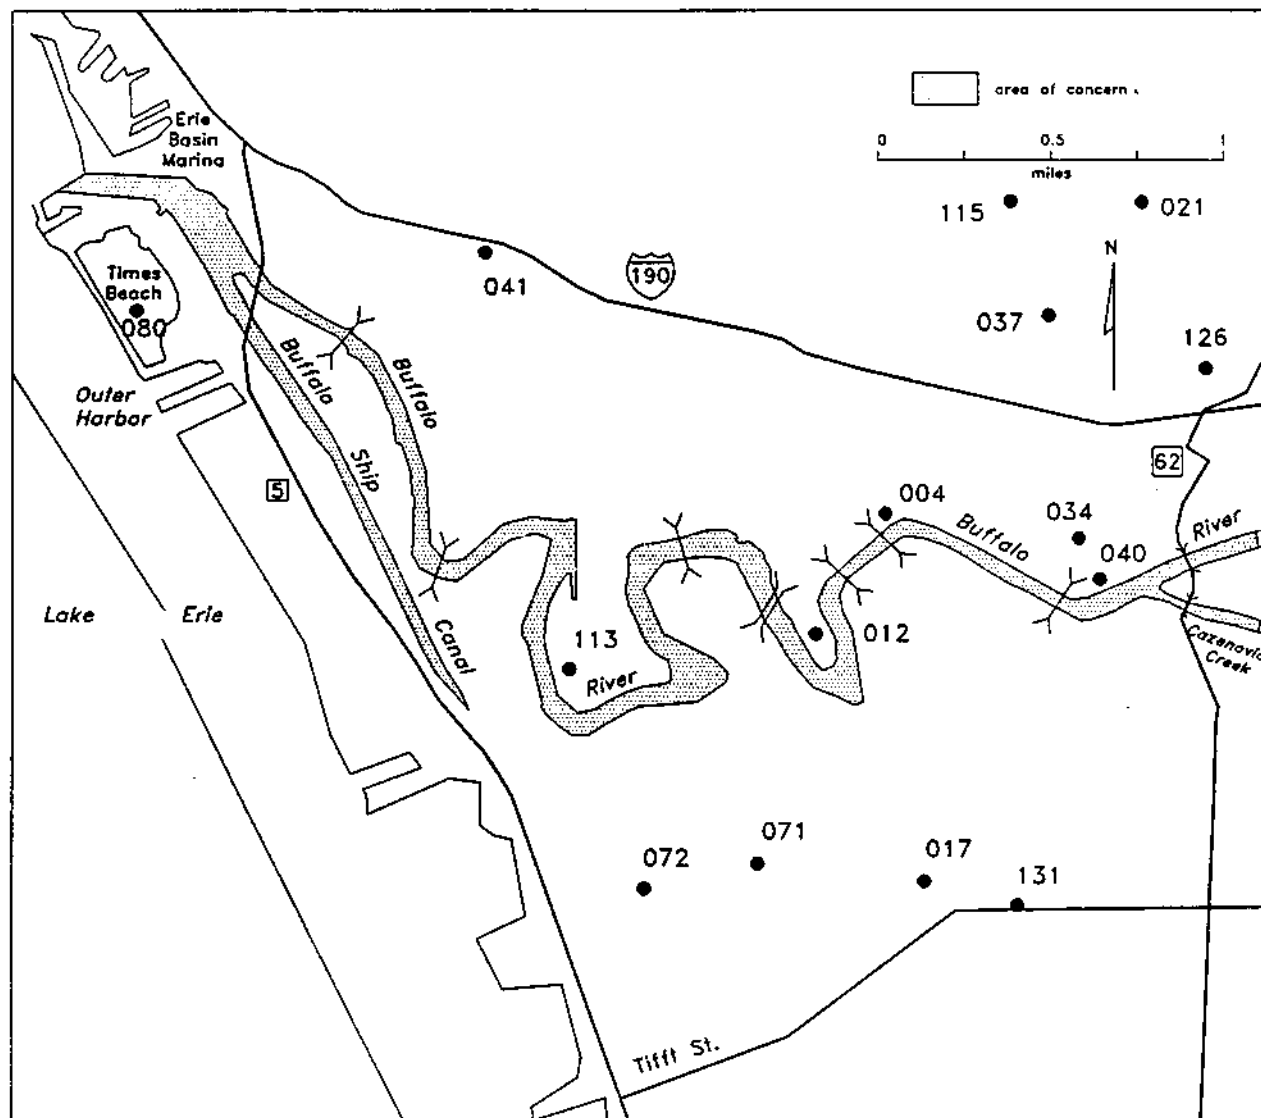 area of concern
0 0.5 1
miles
115
021
N
Erie
Basin
Marina
190
041
037
126
Times
Beach
080
Outer
Harbor
Buffalo
Ship
Canal
Buffalo
River
5
62
004
034
040
Buffalo
River
Cazenovia
Creek
012
113
Lake Erie
072
071
017
131
Tifft St.